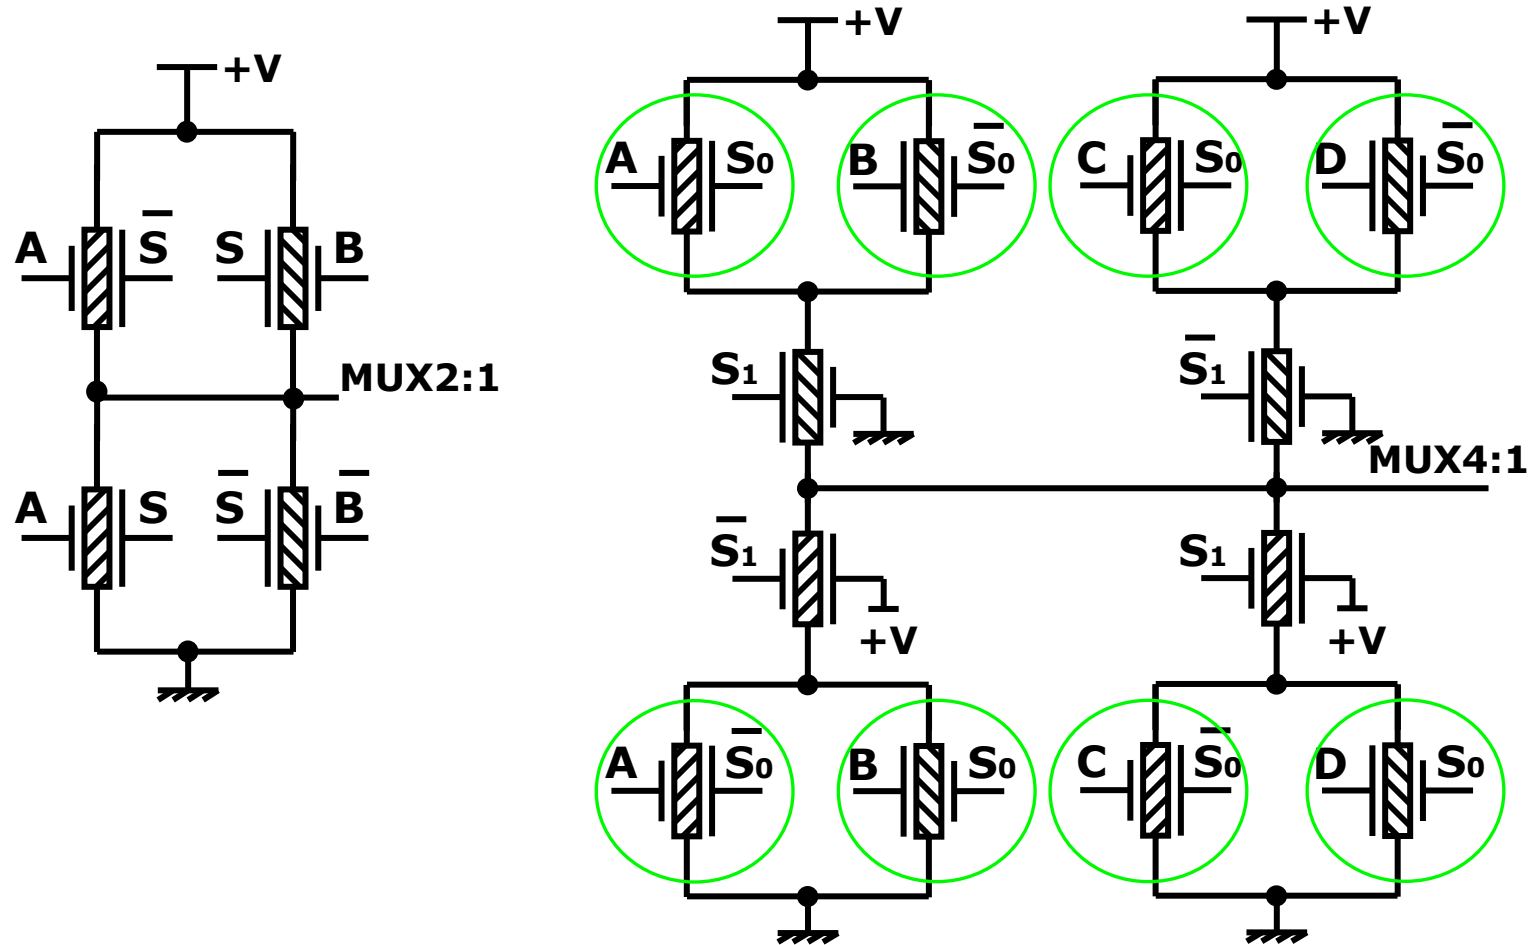 +V
A S̅ S B
MUX2:1
A S S̅ B̅
+V +V
A S₀ B S̅₀ C S₀ D S̅₀
S₁ S̅₁
MUX4:1
S̅₁ S₁
+V +V
A S̅₀ B S₀ C S̅₀ D S₀